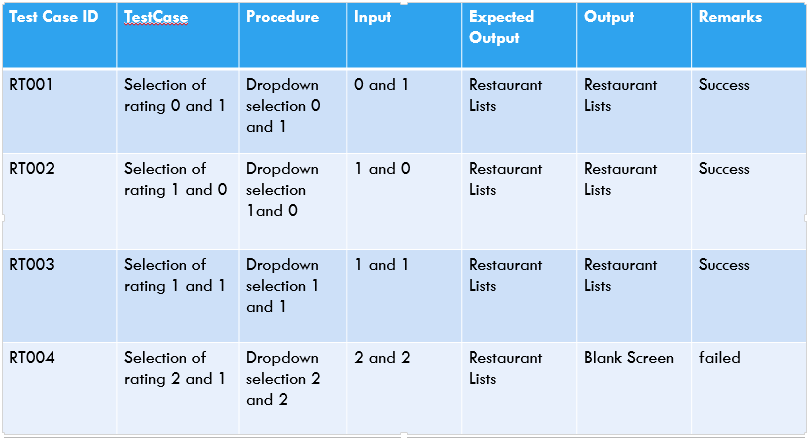 Test Case ID TestCase Procedure Input Expected Output Output Remarks
RT001 Selection of rating 0 and 1 Dropdown selection 0 and 1 0 and 1 Restaurant Lists Restaurant Lists Success
RT002 Selection of rating 1 and 0 Dropdown selection 1and 0 1 and 0 Restaurant Lists Restaurant Lists Success
RT003 Selection of rating 1 and 1 Dropdown selection 1 and 1 1 and 1 Restaurant Lists Restaurant Lists Success
RT004 Selection of rating 2 and 1 Dropdown selection 2 and 2 2 and 2 Restaurant Lists Blank Screen failed